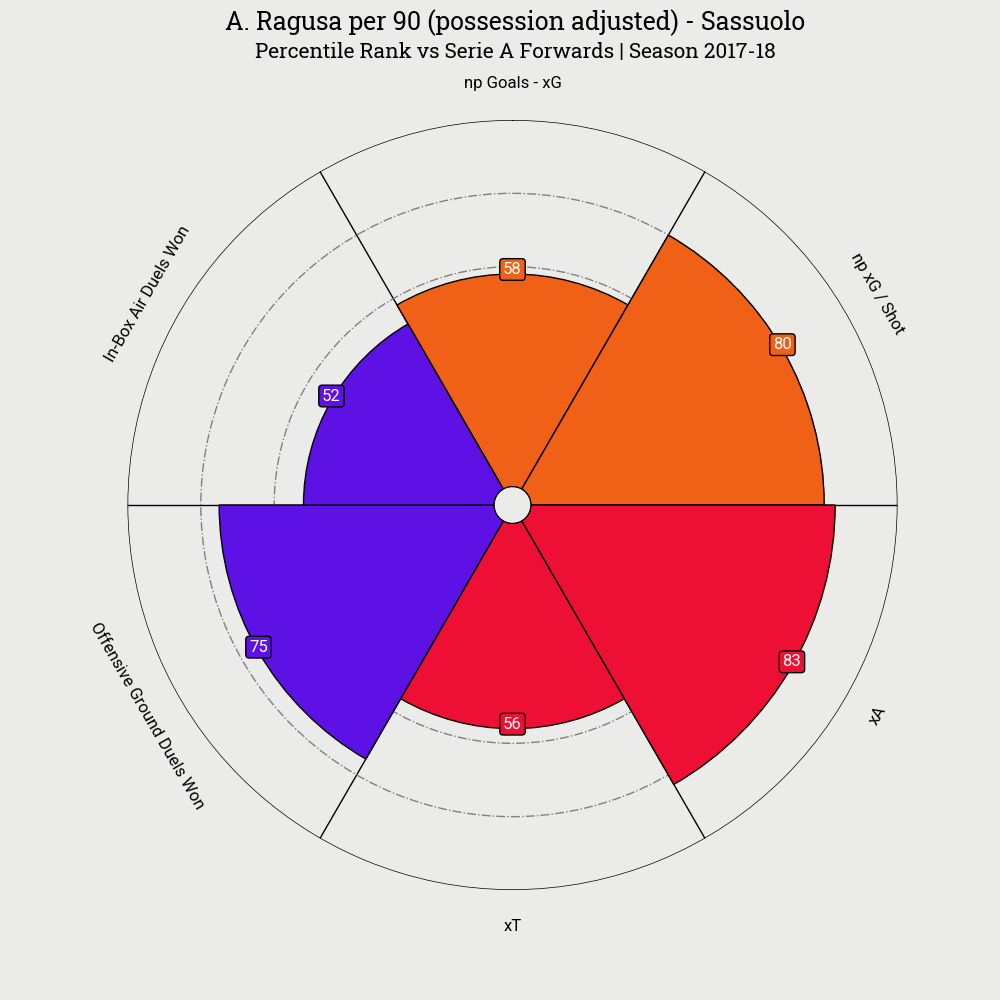 A. Ragusa per 90 (possession adjusted) - Sassuolo
Percentile Rank vs Serie A Forwards | Season 2017-18
np Goals - xG
In-Box Air Duels Won
np xG / Shot
58
80
52
75
83
56
Offensive Ground Duels Won
xA
xT